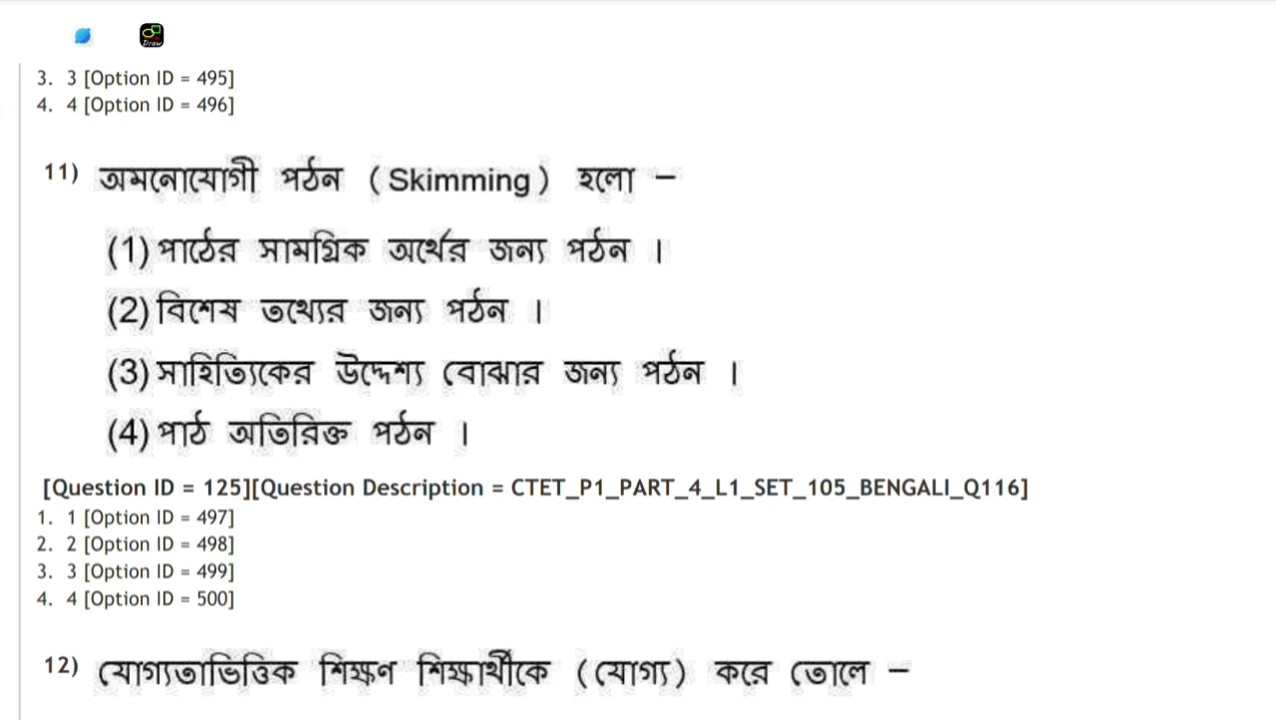 Draw
3. 3 [Option ID = 495]
4. 4 [Option ID = 496]
11) অমনোযোগী পঠন (Skimming) হলো –
(1) পাঠের সামগ্রিক অর্থের জন্য পঠন ।
(2) বিশেষ তথ্যের জন্য পঠন ।
(3) সাহিত্যিকের উদ্দেশ্য বোঝার জন্য পঠন ।
(4) পাঠ অতিরিক্ত পঠন ।
[Question ID = 125][Question Description = CTET_P1_PART_4_L1_SET_105_BENGALI_Q116]
1. 1 [Option ID = 497]
2. 2 [Option ID = 498]
3. 3 [Option ID = 499]
4. 4 [Option ID = 500]
12) যোগ্যতাভিত্তিক শিক্ষণ শিক্ষার্থীকে (যোগ্য) করে তোলে –